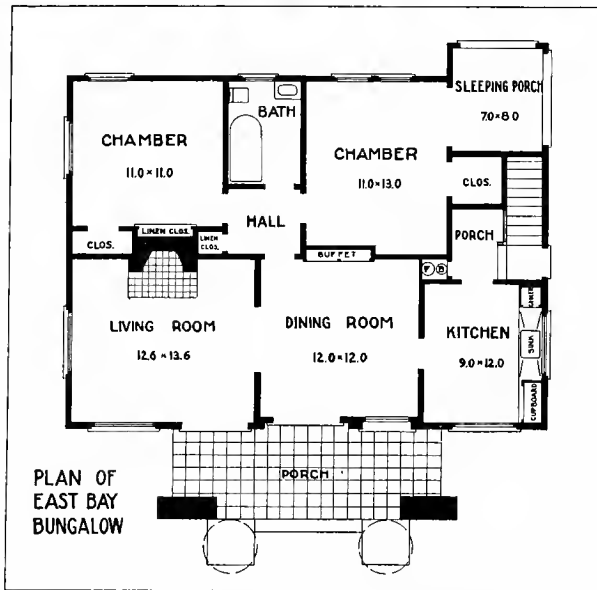 SLEEPING PORCH
7.0 × 8.0
BATH
CHAMBER
11.0 × 11.0
CHAMBER
11.0 × 13.0
CLOS.
HALL
PORCH
LINEN CLOS.
LINEN
CLOS.
CLOS.
BUFFET
LIVING ROOM
12.6 × 13.6
DINING ROOM
12.0 × 12.0
KITCHEN
9.0 × 12.0
SINK
CUPBOARD
PORCH
PLAN OF
EAST BAY
BUNGALOW